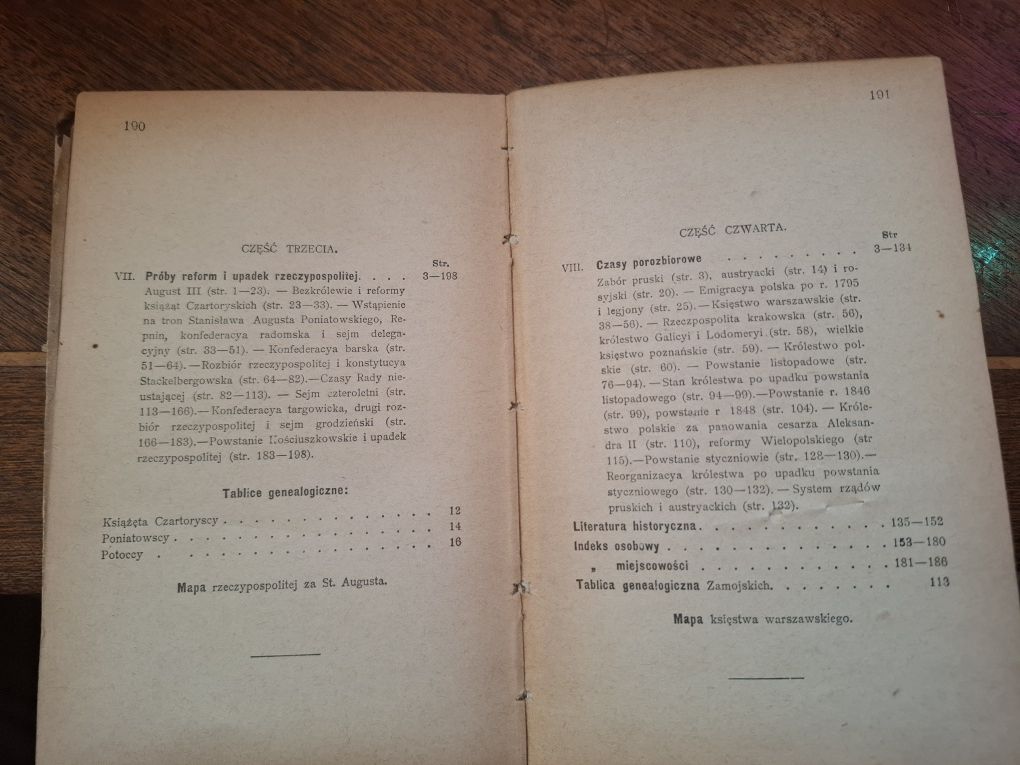 190
CZĘŚĆ TRZECIA.
Str.
VII. Próby reform i upadek rzeczypospolitej. . . . 3—198
August III (str. 1—23). — Bezkrólewie i reformy
książąt Czartoryskich (str. 23—33). — Wstąpienie
na tron Stanisława Augusta Poniatowskiego, Re-
pnin, konfederacya radomska i sejm delega-
cyjny (str. 33—51). — Konfederacya barska (str.
51—64). — Rozbiór rzeczypospolitej i konstytucya
Stackelbergowska (str. 64—82).—Czasy Rady nie-
ustającej (str. 82—113). — Sejm czteroletni (str.
113—166).— Konfederacya targowicka, drugi roz-
biór rzeczypospolitej i sejm grodzieński (str.
166—183).—Powstanie Kościuszkowskie i upadek
rzeczypospolitej (str. 183—198).
Tablice genealogiczne:
Książęta Czartoryscy . . . . . . . . . . . . . 12
Poniatowscy. . . . . . . . . . . . . . . . 14
Potoccy . . . . . . . . . . . . . . . . 16
Mapa rzeczypospolitej za St. Augusta.
191
CZĘŚĆ CZWARTA.
Str
VIII. Czasy porozbiorowe . . . . . . . . . 3—134
Zabór pruski (str. 3), austryacki (str. 14) i ro-
syjski (str. 20). — Emigracya polska po r. 1795
i legjony (str. 25). — Księstwo warszawskie (str.
38—56). — Rzeczpospolita krakowska (str. 56),
królestwo Galicyi i Lodomeryi (str. 58), wielkie
księstwo poznańskie (str. 59). — Królestwo pol-
skie (str. 60). — Powstanie listopadowe (str.
76—94). — Stan królestwa po upadku powstania
listopadowego (str. 94—99).—Powstanie r. 1846
(str. 99), powstanie r 1848 (str. 104). — Króle-
stwo polskie za panowania cesarza Aleksan-
dra II (str. 110), reformy Wielopolskiego (str
115).—Powstanie styczniowie (str. 128—130).—
Reorganizacya królestwa po upadku powstania
styczniowego (str. 130—132). — System rządów
pruskich i austryackich (str. 132).
Literatura historyczna. . . . . . . . . . . . 135—152
Indeks osobowy . . . . . . . . . . . . . . 153—180
„ miejscowości . . . . . . . . . . . . 181—186
Tablica genealogiczna Zamojskich. . . . . . . . 113
Mapa księstwa warszawskiego.